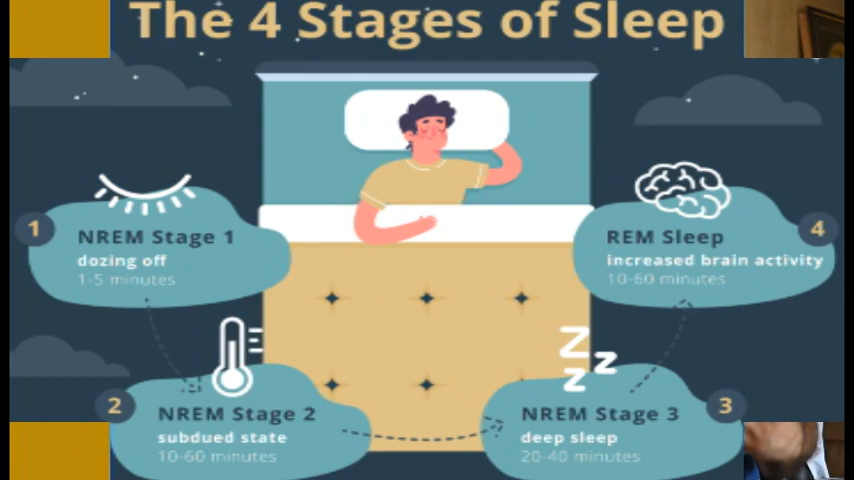 The 4 Stages of Sleep
1
NREM Stage 1
dozing off
1-5 minutes
2
NREM Stage 2
subdued state
10-60 minutes
3
NREM Stage 3
deep sleep
20-40 minutes
4
REM Sleep
increased brain activity
10-60 minutes
Z
Z
Z